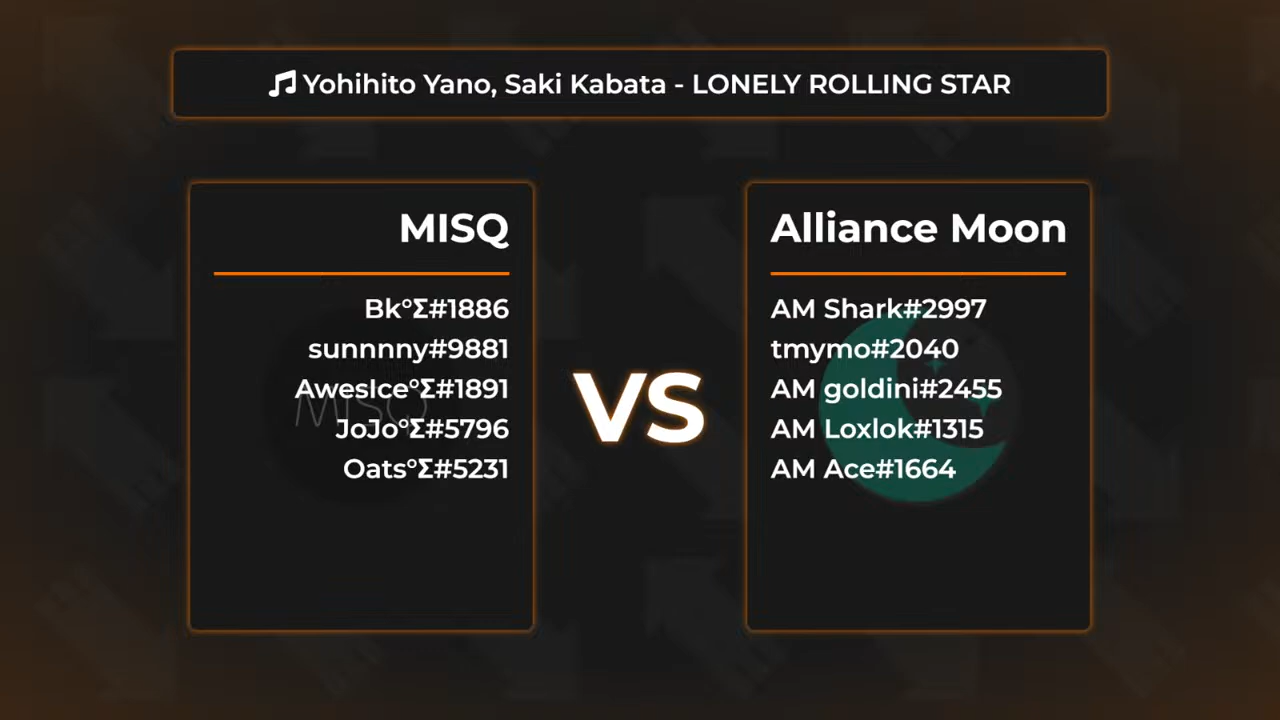 Yohihito Yano, Saki Kabata - LONELY ROLLING STAR
MISQ
Bk°Σ#1886
sunnnny#9881
AwesIce°Σ#1891
JoJo°Σ#5796
Oats°Σ#5231
MISQ
VS
Alliance Moon
AM Shark#2997
tmymo#2040
AM goldini#2455
AM Loxlok#1315
AM Ace#1664